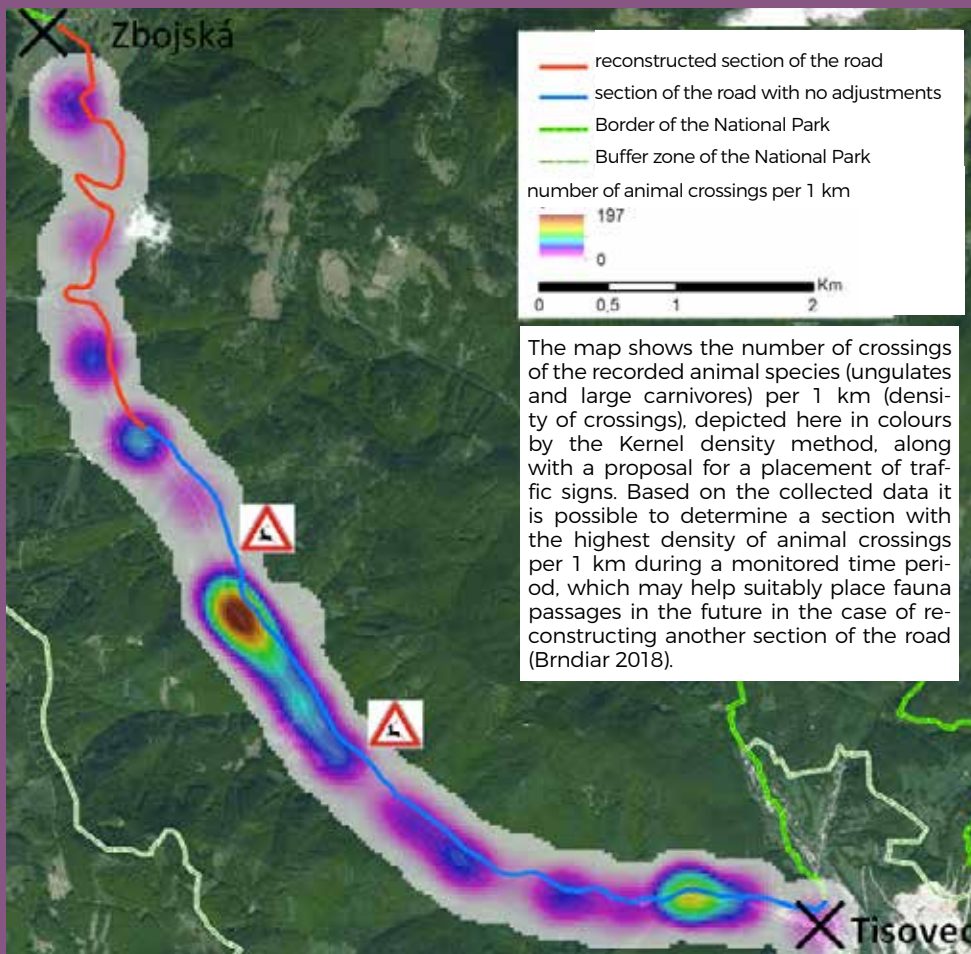 Zbojská
reconstructed section of the road
section of the road with no adjustments
Border of the National Park
Buffer zone of the National Park
number of animal crossings per 1 km
197
0
Km
0 0,5 1 2
The map shows the number of crossings
of the recorded animal species (ungulates
and large carnivores) per 1 km (densi-
ty of crossings), depicted here in colours
by the Kernel density method, along
with a proposal for a placement of traf-
fic signs. Based on the collected data it
is possible to determine a section with
the highest density of animal crossings
per 1 km during a monitored time peri-
od, which may help suitably place fauna
passages in the future in the case of re-
constructing another section of the road
(Brndiar 2018).
Tisovec